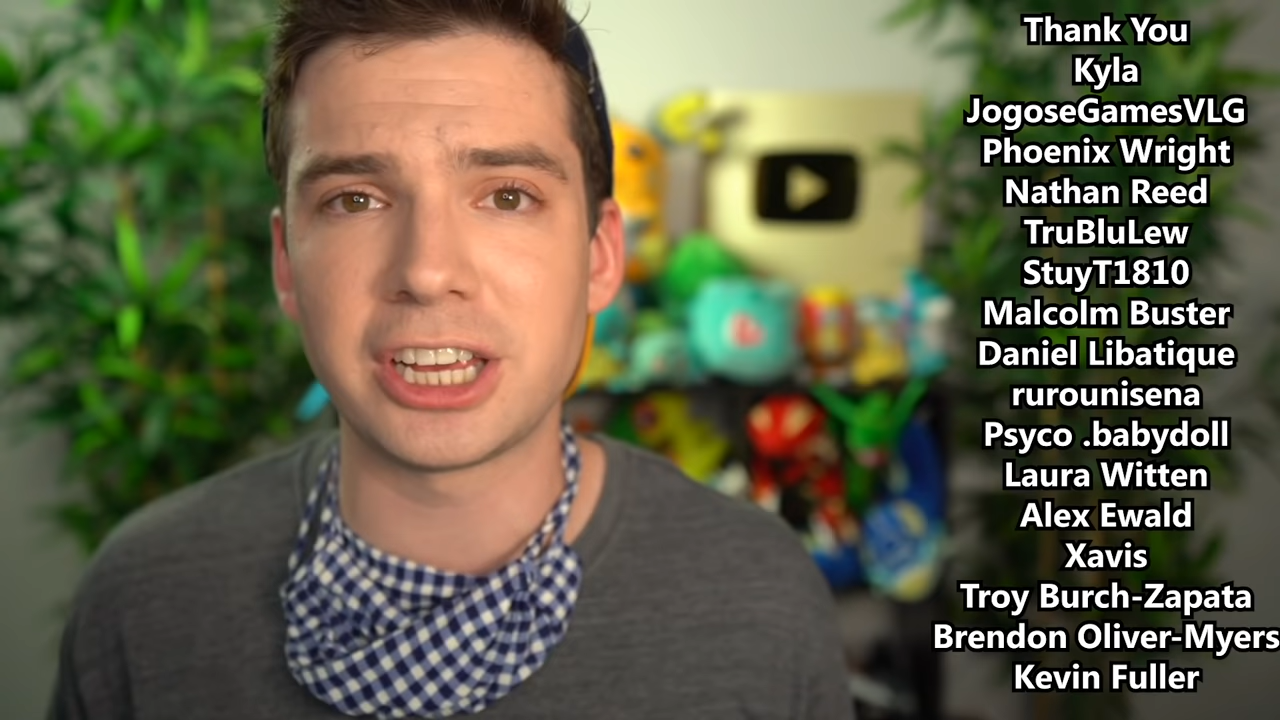 Thank You
Kyla
JogoseGamesVLG
Phoenix Wright
Nathan Reed
TruBluLew
StuyT1810
Malcolm Buster
Daniel Libatique
rurounisena
Psyco .babydoll
Laura Witten
Alex Ewald
Xavis
Troy Burch-Zapata
Brendon Oliver-Myers
Kevin Fuller